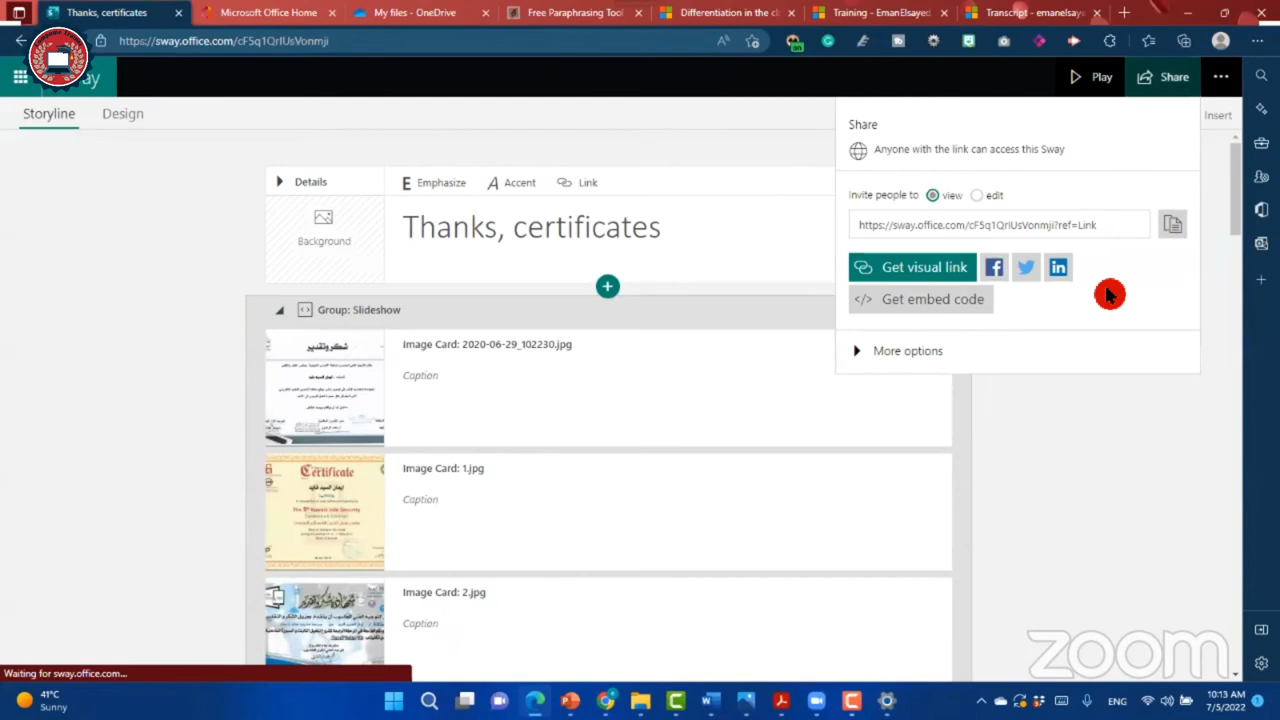 Thanks, certificates
Microsoft Office Home
My files - OneDrive
Free Paraphrasing Tool
Differentiation in the c
Training - EmanElsayed
Transcript - emanelsay
https://sway.office.com/cF5q1QrIUsVonmji
Play
Share
Storyline
Design
Insert
Share
Anyone with the link can access this Sway
Details
Emphasize
Accent
Link
Invite people to
view
edit
Background
Thanks, certificates
https://sway.office.com/cF5q1QrIUsVonmji?ref=Link
Get visual link
Get embed code
Group: Slideshow
More options
شكر وتقدير
Image Card: 2020-06-29_102230.jpg
Caption
Certificate
Image Card: 1.jpg
Caption
Image Card: 2.jpg
Caption
zoom
Waiting for sway.office.com...
41°C
Sunny
ENG
10:13 AM
7/5/2022